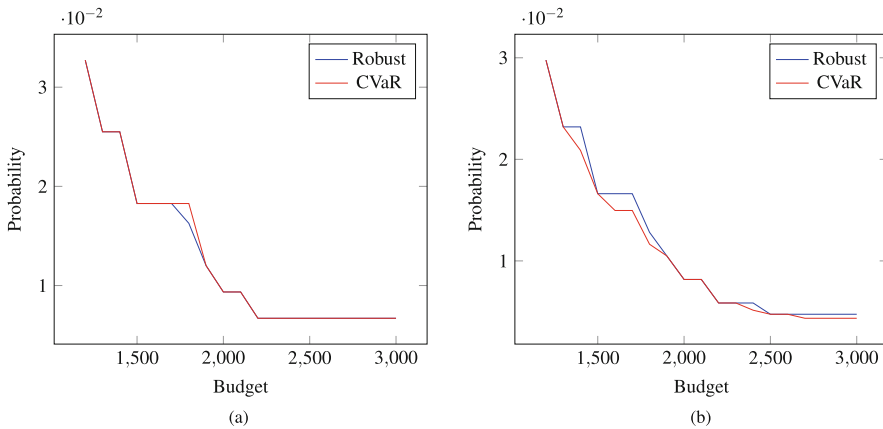 ·10⁻²
Robust
CVaR
3
2
1
Probability
1,500 2,000 2,500 3,000
Budget
(a)
·10⁻²
Robust
CVaR
3
2
1
Probability
1,500 2,000 2,500 3,000
Budget
(b)